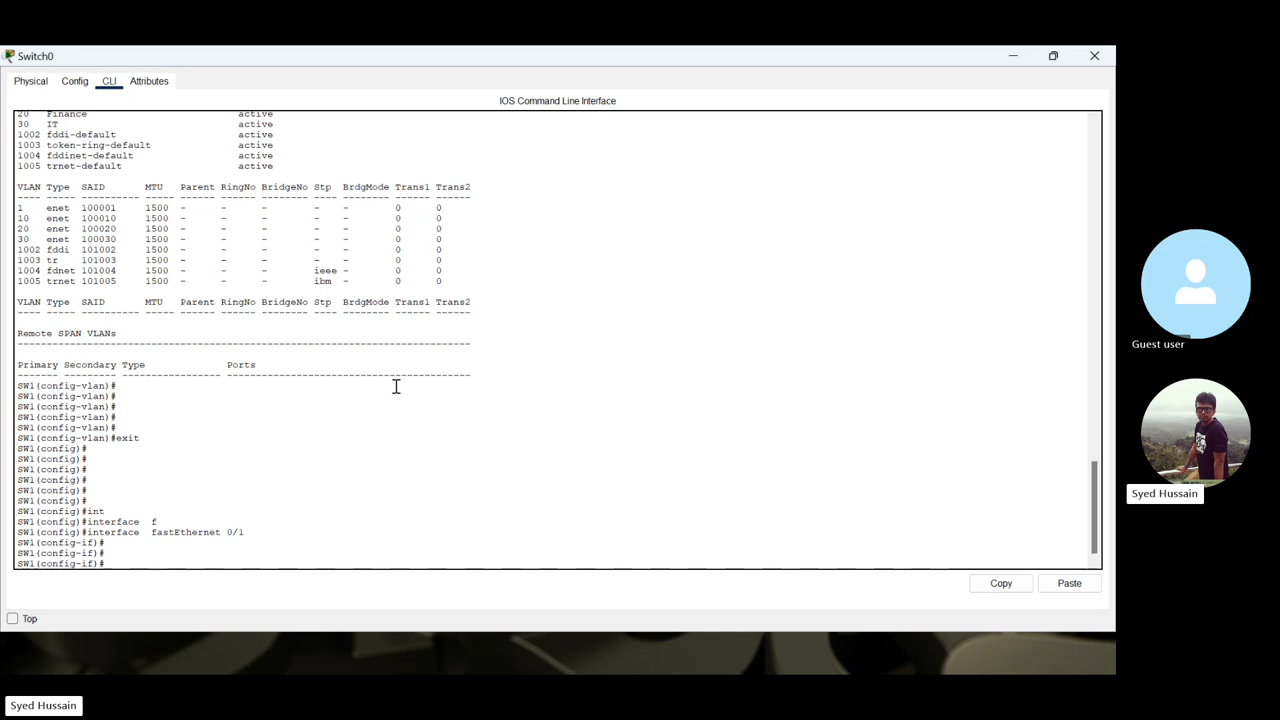 Switch0
Physical Config CLI Attributes
IOS Command Line Interface
20 Finance active
30 IT active
1002 fddi-default active
1003 token-ring-default active
1004 fddinet-default active
1005 trnet-default active
VLAN Type SAID MTU Parent RingNo BridgeNo Stp BrdgMode Trans1 Trans2
---- ----- ---------- ----- ------ ------ -------- ---- -------- ------ ------
1 enet 100001 1500 - - - - - 0 0
10 enet 100010 1500 - - - - - 0 0
20 enet 100020 1500 - - - - - 0 0
30 enet 100030 1500 - - - - - 0 0
1002 fddi 101002 1500 - - - - - 0 0
1003 tr 101003 1500 - - - - - 0 0
1004 fdnet 101004 1500 - - - ieee - 0 0
1005 trnet 101005 1500 - - - ibm - 0 0
VLAN Type SAID MTU Parent RingNo BridgeNo Stp BrdgMode Trans1 Trans2
---- ----- ---------- ----- ------ ------ -------- ---- -------- ------ ------
Remote SPAN VLANs
------------------------------------------------------------------------------
Primary Secondary Type Ports
------- --------- ----------------- ------------------------------------------
SW1(config-vlan)#
SW1(config-vlan)#
SW1(config-vlan)#
SW1(config-vlan)#
SW1(config-vlan)#
SW1(config-vlan)#exit
SW1(config)#
SW1(config)#
SW1(config)#
SW1(config)#
SW1(config)#
SW1(config)#
SW1(config)#int
SW1(config)#interface f
SW1(config)#interface fastEthernet 0/1
SW1(config-if)#
SW1(config-if)#
SW1(config-if)#
Copy Paste
Top
Guest user
Syed Hussain
Syed Hussain